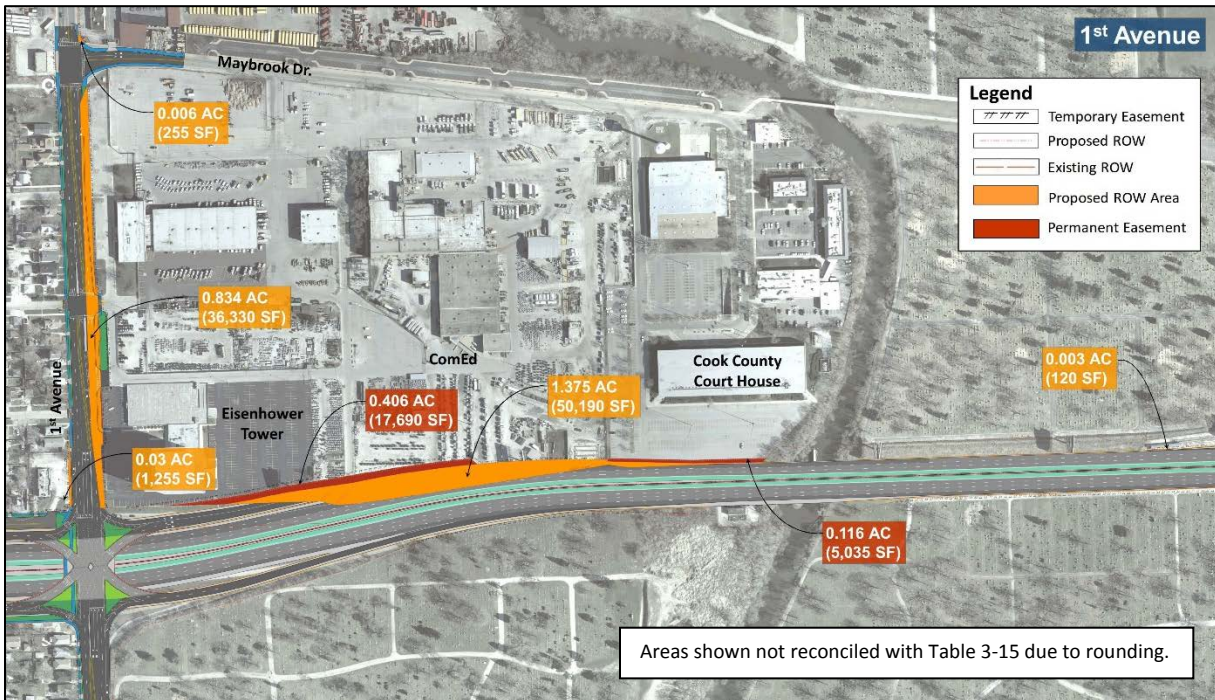 1st Avenue
Legend
Temporary Easement
Proposed ROW
Existing ROW
Proposed ROW Area
Permanent Easement
Maybrook Dr.
0.006 AC
(255 SF)
0.834 AC
(36,330 SF)
1st Avenue
ComEd
Cook County
Court House
0.003 AC
(120 SF)
1.375 AC
(50,190 SF)
0.406 AC
(17,690 SF)
Eisenhower
Tower
0.03 AC
(1,255 SF)
0.116 AC
(5,035 SF)
Areas shown not reconciled with Table 3-15 due to rounding.